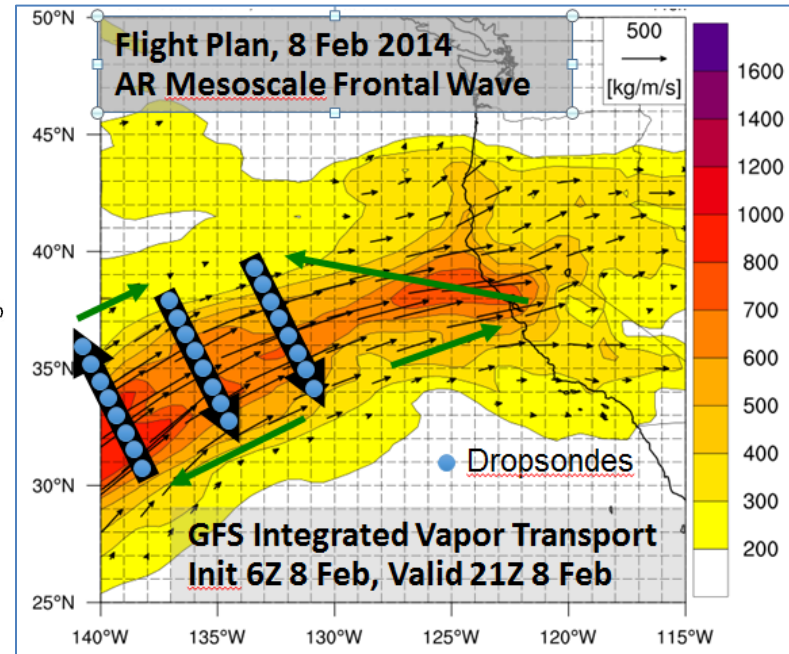 Flight Plan, 8 Feb 2014
AR Mesoscale Frontal Wave
500
[kg/m/s]
50°N
45°N
40°N
35°N
30°N
25°N
1600
1400
1200
1000
800
700
600
500
400
300
200
Dropsondes
GFS Integrated Vapor Transport
Init 6Z 8 Feb, Valid 21Z 8 Feb
140°W 135°W 130°W 125°W 120°W 115°W